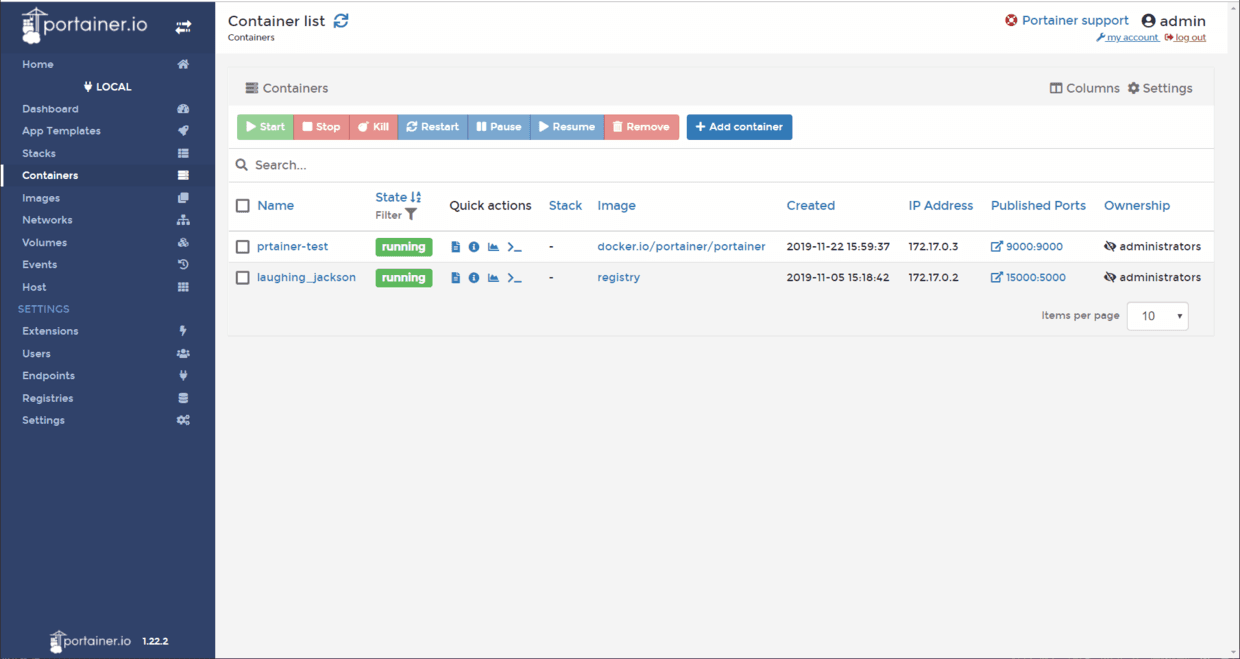 portainer.io
Container list
Containers
Portainer support admin
my account log out
Home
LOCAL
Dashboard
App Templates
Stacks
Containers
Images
Networks
Volumes
Events
Host
SETTINGS
Extensions
Users
Endpoints
Registries
Settings
portainer.io 1.22.2
Containers Columns Settings
Start Stop Kill Restart Pause Resume Remove + Add container
Search...
Name State Filter Quick actions Stack Image Created IP Address Published Ports Ownership
prtainer-test running - docker.io/portainer/portainer 2019-11-22 15:59:37 172.17.0.3 9000:9000 administrators
laughing_jackson running - registry 2019-11-05 15:18:42 172.17.0.2 15000:5000 administrators
Items per page 10